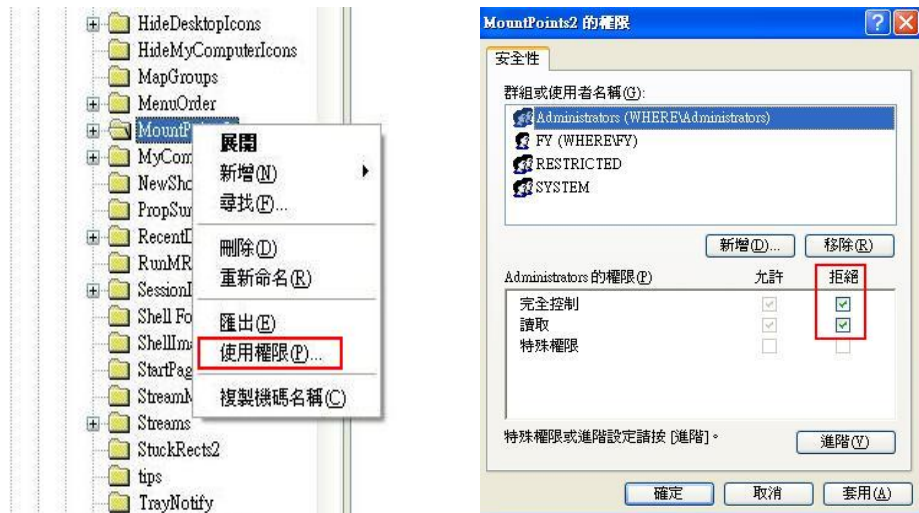 HideDesktopIcons
HideMyComputerIcons
MapGroups
MenuOrder
MountP
MyCom
NewSho
PropSum
RecentD
RunMR
SessionI
Shell Fo
ShellIma
StartPag
StreamM
Streams
StuckRects2
tips
TrayNotify
展開
新增(N)
尋找(F)...
刪除(D)
重新命名(R)
匯出(E)
使用權限(P)...
複製機碼名稱(C)
MountPoints2 的權限
安全性
群組或使用者名稱(G):
Administrators (WHERE\Administrators)
FY (WHERE\FY)
RESTRICTED
SYSTEM
新增(D)... 移除(R)
Administrators 的權限(P) 允許 拒絕
完全控制
讀取
特殊權限
特殊權限或進階設定請按 [進階]。
進階(V)
確定 取消 套用(A)